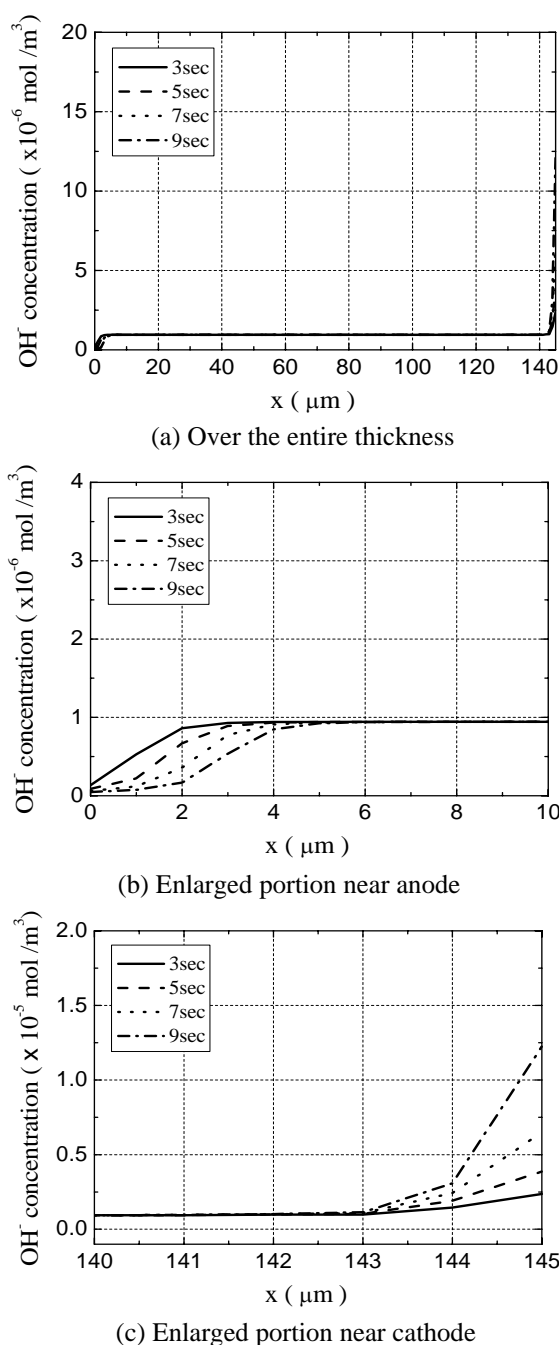 OH⁻ concentration ( x10⁻⁶ mol /m³)
20
15
10
5
0
3sec
5sec
7sec
9sec
0 20 40 60 80 100 120 140
x ( μm )
(a) Over the entire thickness
OH⁻ concentration ( x10⁻⁶ mol /m³)
4
3
2
1
0
3sec
5sec
7sec
9sec
0 2 4 6 8 10
x ( μm )
(b) Enlarged portion near anode
OH⁻ concentration ( x 10⁻⁵ mol /m³)
2.0
1.5
1.0
0.5
0.0
3sec
5sec
7sec
9sec
140 141 142 143 144 145
x ( μm )
(c) Enlarged portion near cathode